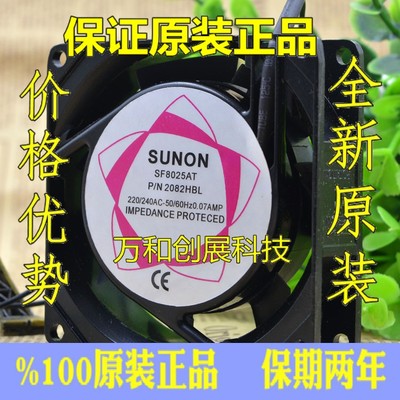 保证原装正品
价格优势
全新原装
SUNON
SF8025AT
P/N 2082HBL
220/240AC-50/60Hz0.07AMP
IMPEDANCE PROTECED
万和创展科技
CE
%100原装正品 保期两年